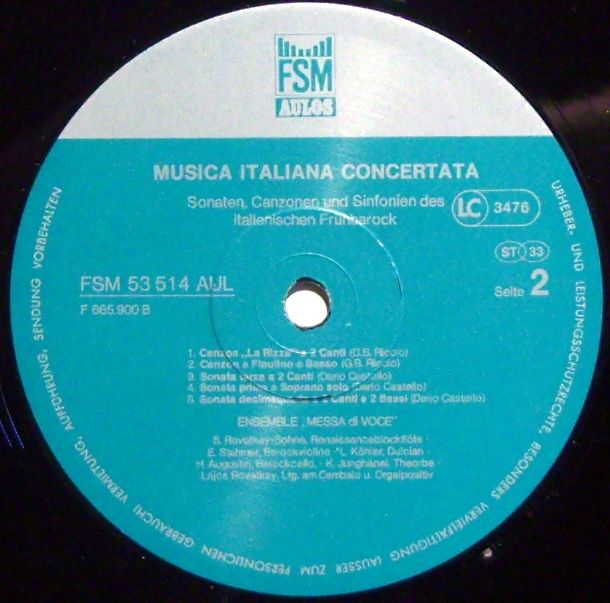 FSM
AULOS
MUSICA ITALIANA CONCERTATA
Sonaten, Canzonen und Sinfonien des
italienischen Frühbarock
LC 3476
ST 33
FSM 53 514 AUL
Seite 2
F 665.900 B
1. Canzon „La Rizza" a 2 Canti (G.B. Riccio)
2. Canzon a Flautino e Basso (G.B. Riccio)
3. Sonata terza a 2 Canti (Dario Castello)
4. Sonata prima a Soprano solo (Dario Castello)
5. Sonata 2 Canti e 2 Bassi (Dario Castello)
ENSEMBLE „MESSA di VOCE"
S. Rovatkay-Sohns, Renaissanceblockflöte
E. Stehmer, Barockvioline - L. Köhler, Dulcian -
H. Augustin, Barockcello, - K. Junghänel, Theorbe
Lajos Rovatkay, Ltg. am Cembalo u. Orgelpositiv
URHEBER- UND LEISTUNGSSCHUTZRECHTE, BESONDERS VERVIELFÄLTIGUNG (AUSSER ZUM PERSÖNLICHEN GEBRAUCH) VERMIETUNG, AUFFÜHRUNG, SENDUNG VORBEHALTEN